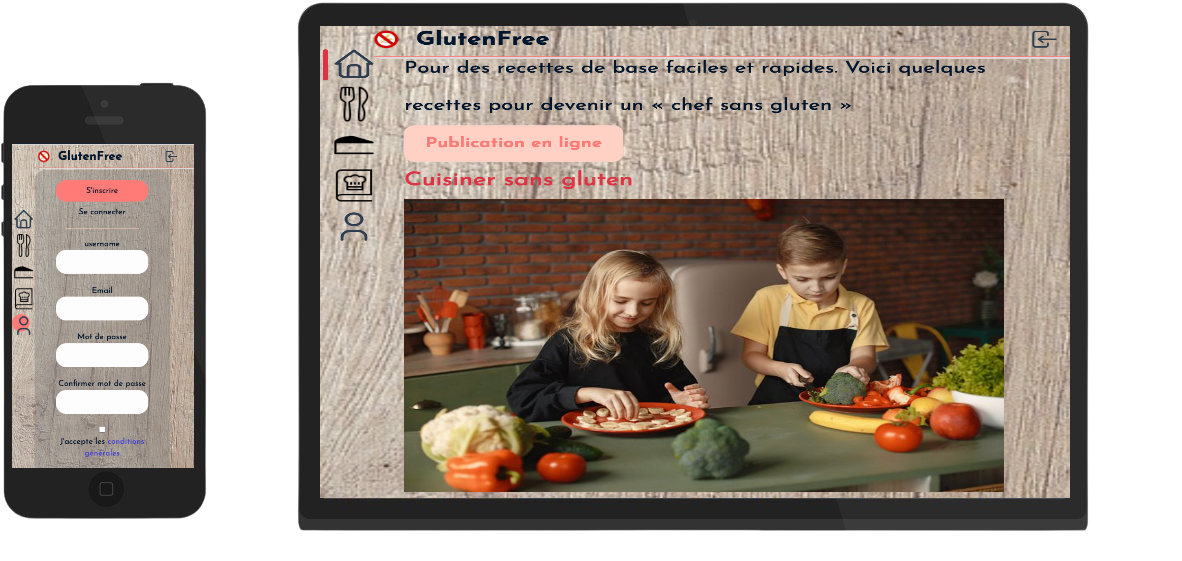 GlutenFree
S'inscrire
Se connecter
username
Email
Mot de passe
Confirmer mot de passe
J'accepte les conditions
générales.
GlutenFree
Pour des recettes de base faciles et rapides. Voici quelques
recettes pour devenir un « chef sans gluten »
Publication en ligne
Cuisiner sans gluten